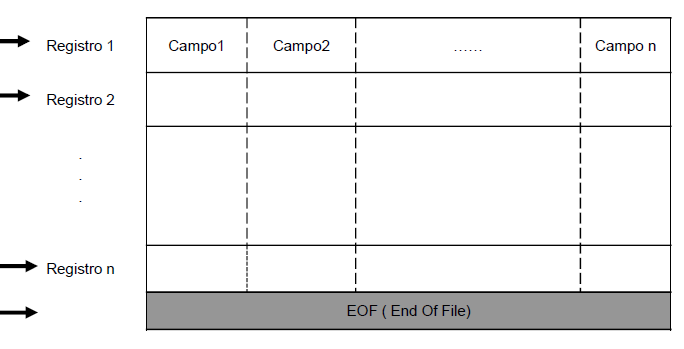 Registro 1 Campo1 Campo2 ...... Campo n
Registro 2
.
.
.
Registro n
EOF ( End Of File)